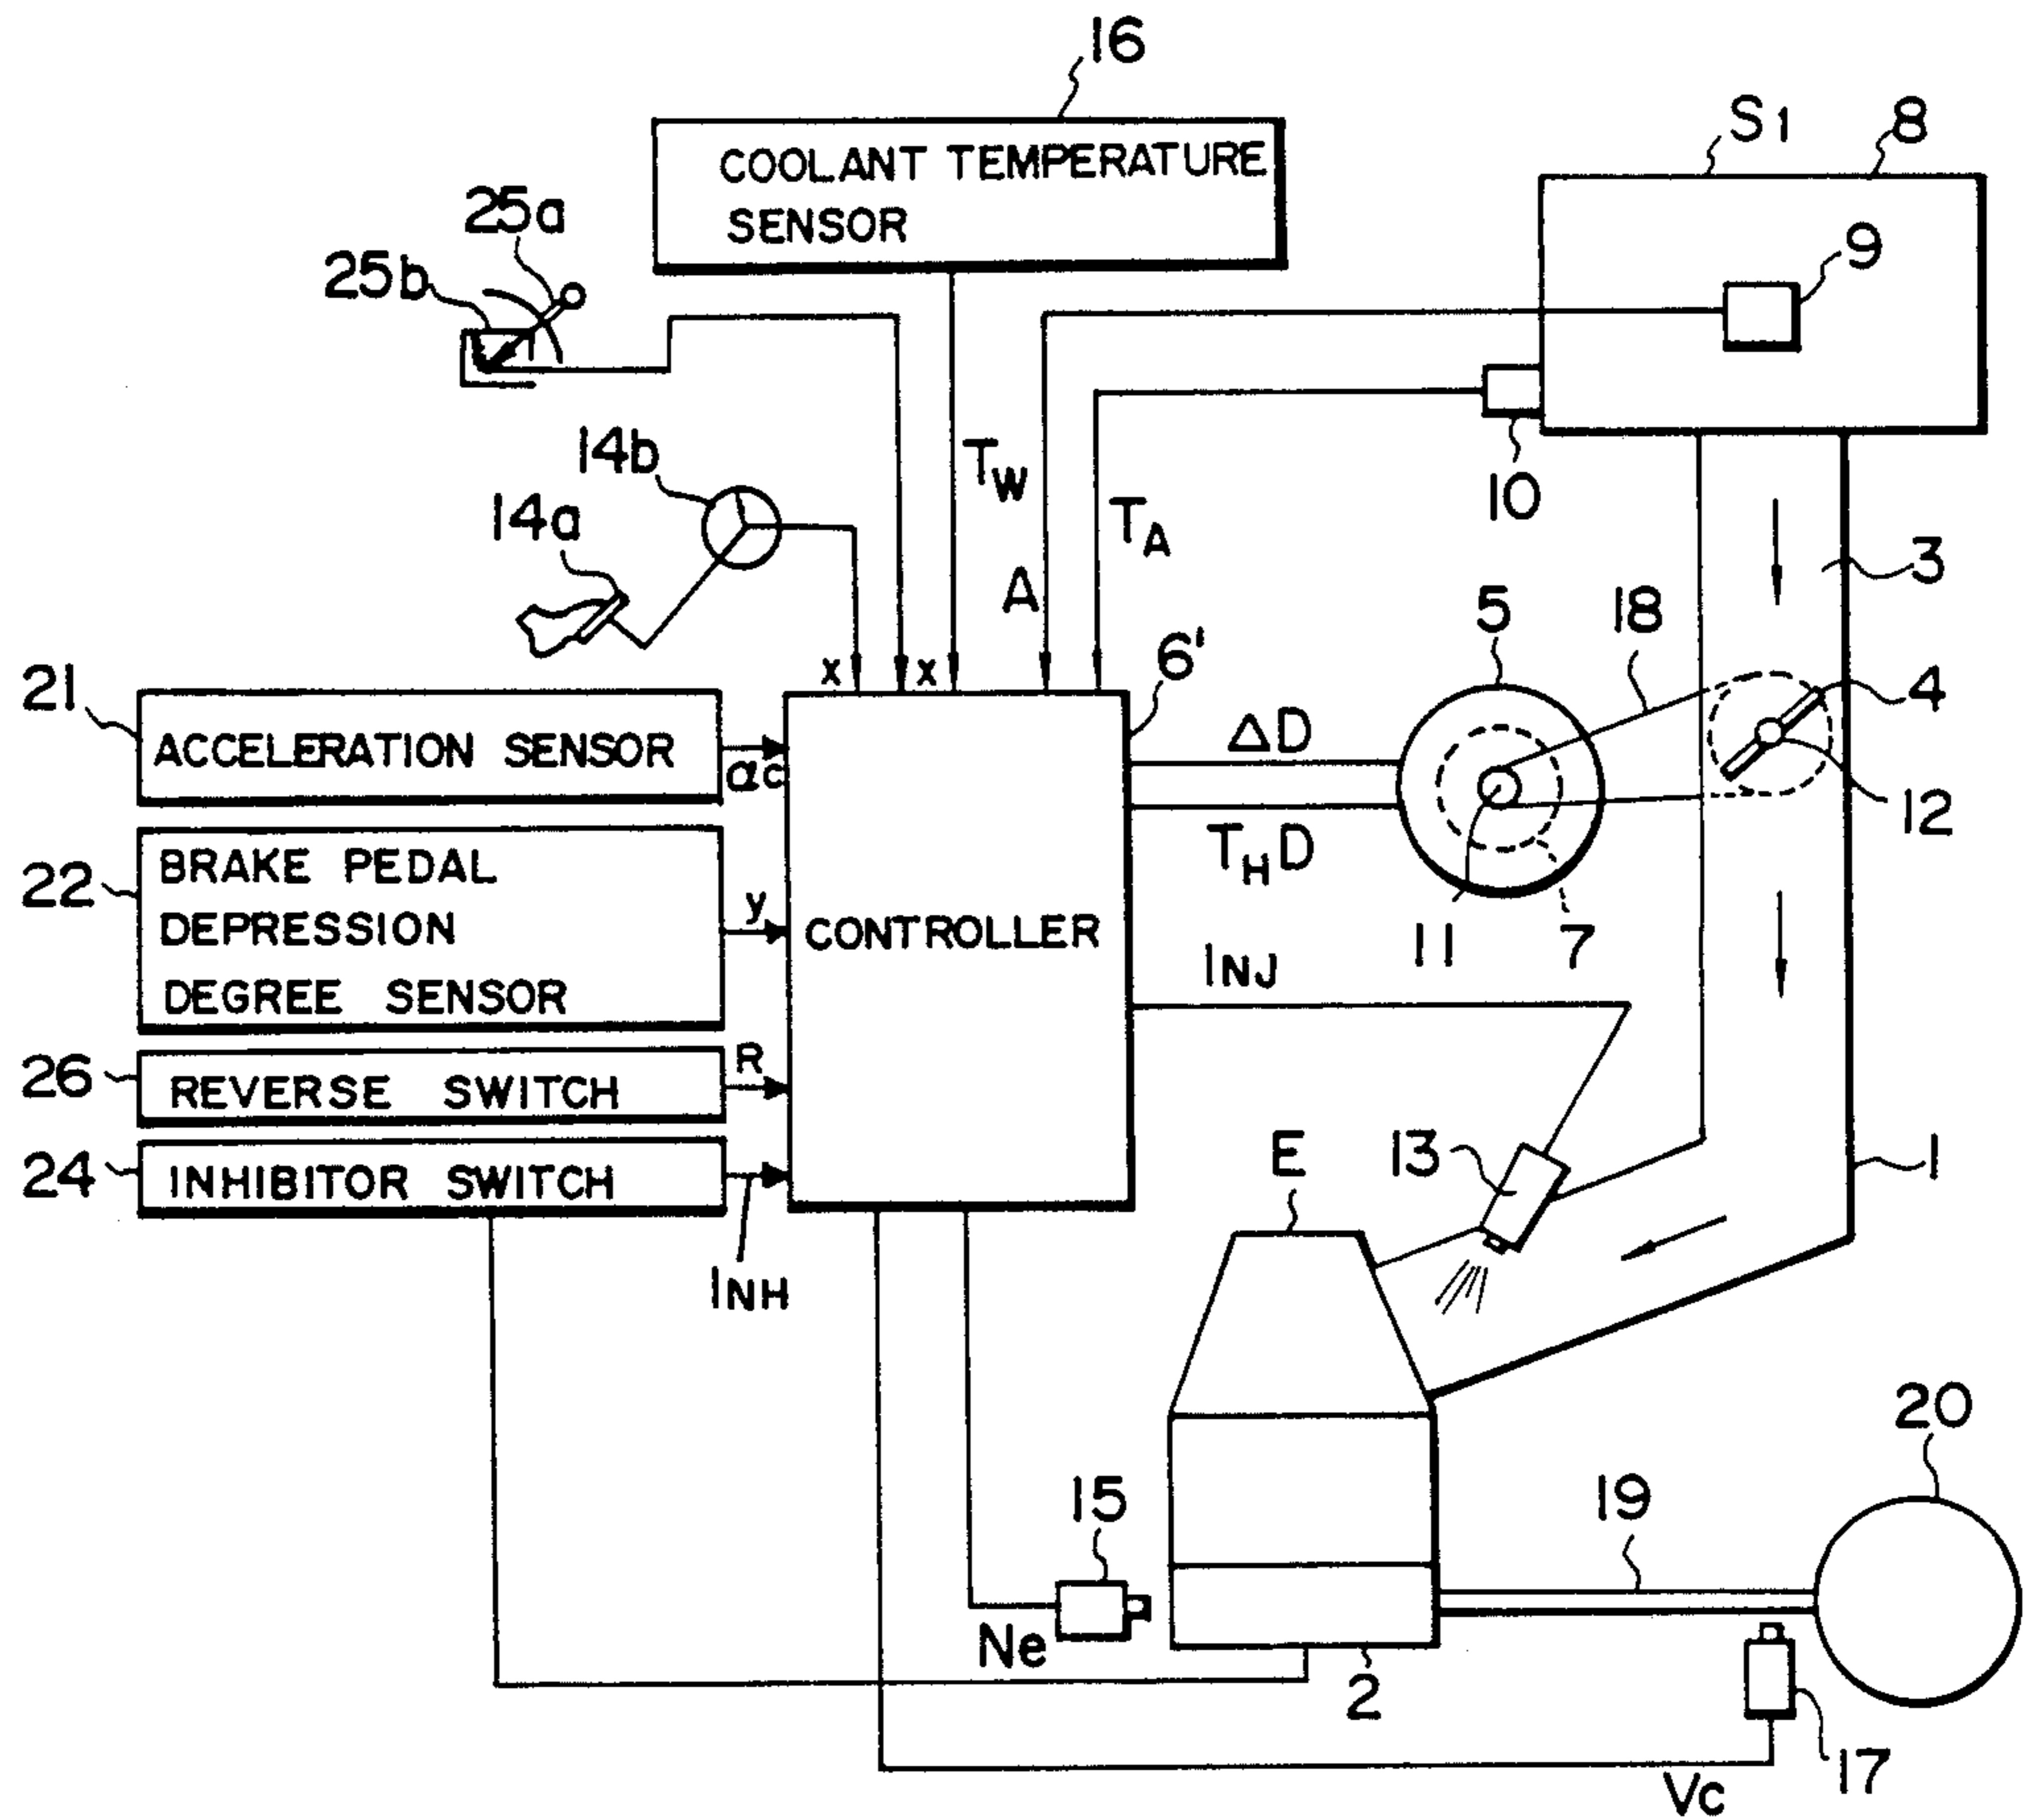 16
S1
8
COOLANT TEMPERATURE
SENSOR
25a
9
25b
14b
TW
10
14a
TA
3
A
5
18
x
x
6'
4
21
ACCELERATION SENSOR
αc
ΔD
12
22
BRAKE PEDAL
DEPRESSION
DEGREE SENSOR
y
CONTROLLER
THD
11
7
INJ
26
REVERSE SWITCH
R
E
13
1
24
INHIBITOR SWITCH
INH
20
15
19
Ne
2
17
Vc